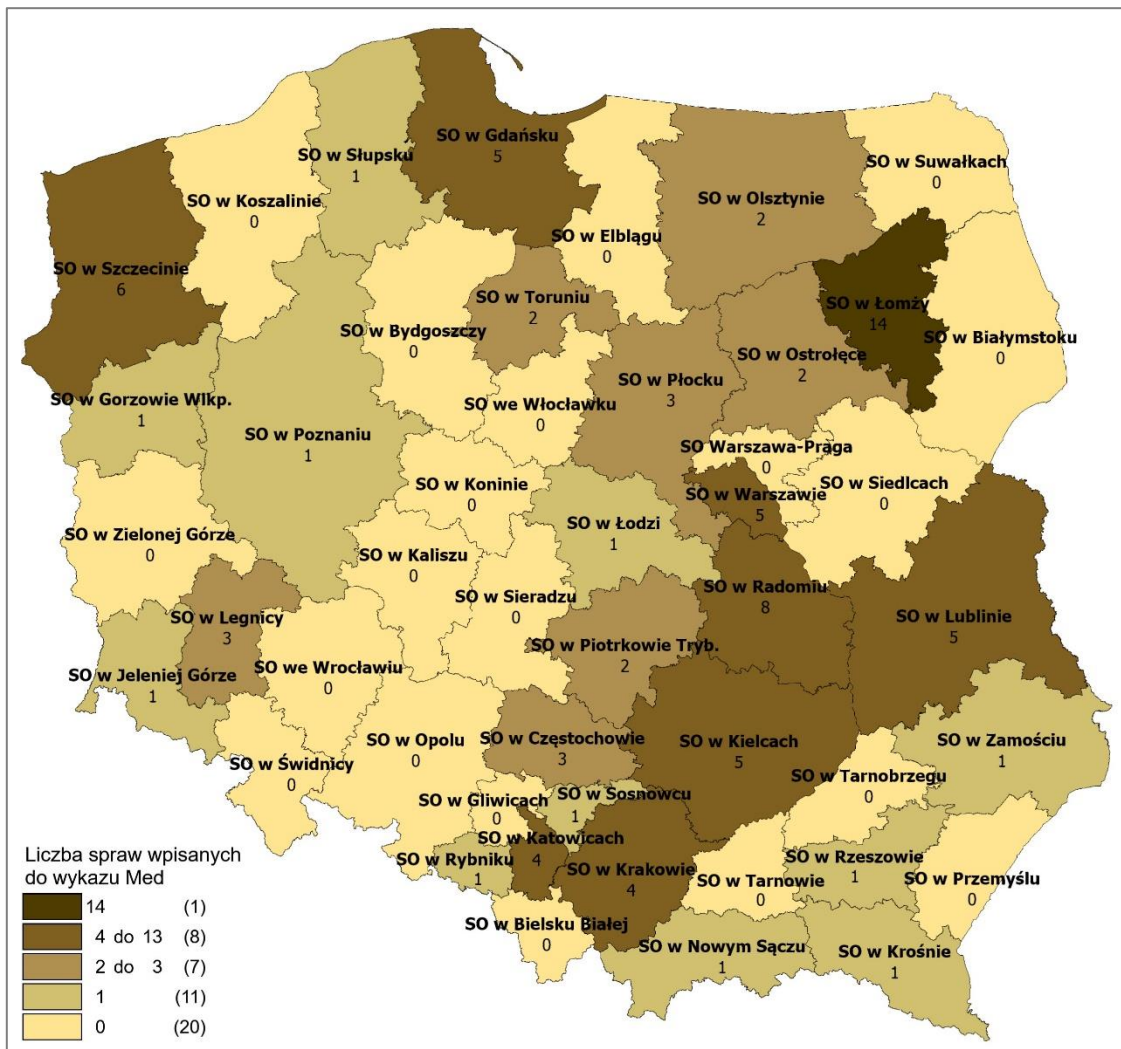 SO w Gdańsku
5
SO w Słupsku
1
SO w Suwałkach
0
SO w Koszalinie
0
SO w Olsztynie
2
SO w Elblągu
0
SO w Szczecinie
6
SO w Toruniu
2
SO w Łomży
14
SO w Bydgoszczy
0
SO w Białymstoku
0
SO w Ostrołęce
2
SO w Płocku
3
SO w Gorzowie Wlkp.
1
SO we Włocławku
0
SO w Poznaniu
1
SO Warszawa-Praga
0
SO w Koninie
0
SO w Siedlcach
0
SO w Warszawie
5
SO w Łodzi
1
SO w Zielonej Górze
0
SO w Kaliszu
0
SO w Radomiu
8
SO w Sieradzu
0
SO w Legnicy
3
SO w Lublinie
5
SO w Piotrkowie Tryb.
2
SO we Wrocławiu
0
SO w Jeleniej Górze
1
SO w Opolu
0
SO w Częstochowie
3
SO w Kielcach
5
SO w Zamościu
1
SO w Świdnicy
0
SO w Tarnobrzegu
0
SO w Sosnowcu
1
SO w Gliwicach
0
SO w Katowicach
4
SO w Rybniku
1
SO w Krakowie
4
SO w Rzeszowie
1
SO w Tarnowie
0
SO w Przemyślu
0
SO w Bielsku Białej
0
SO w Nowym Sączu
1
SO w Krośnie
1
Liczba spraw wpisanych
do wykazu Med
14 (1)
4 do 13 (8)
2 do 3 (7)
1 (11)
0 (20)